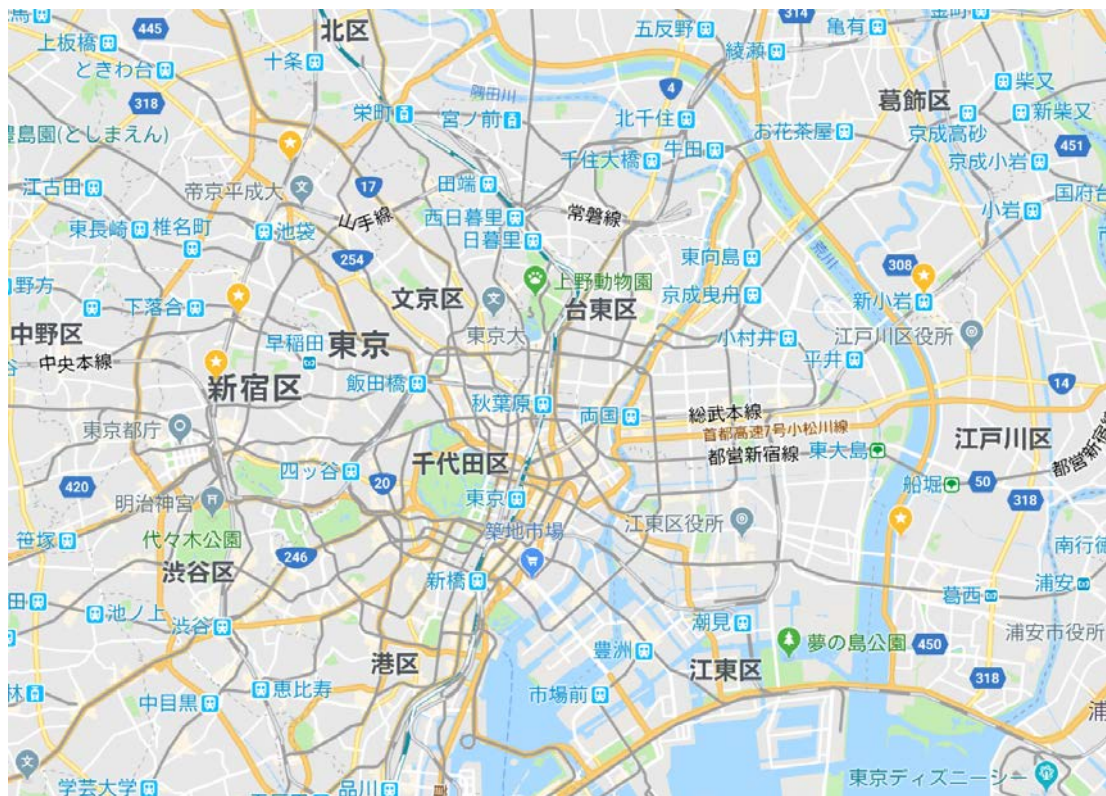 445
北区
五反野
314
亀有
金町
上板橋
綾瀬
ときわ台
十条
4
柴又
318
隅田川
葛飾区
栄町
宮ノ前
北千住
お花茶屋
京成高砂
新柴又
豊島園(としまえん)
千住大橋
牛田
451
京成小岩
江古田
帝京平成大
17
田端
国府台
山手線
西日暮里
常磐線
小岩
東長崎
椎名町
池袋
日暮里
254
東向島
荒川
308
上野動物園
文京区
台東区
京成曳舟
新小岩
下落合
東京大
中野区
早稲田
東京
小村井
江戸川区役所
中央本線
平井
新宿区
飯田橋
14
秋葉原
両国
総武本線
首都高速7号小松川線
東京都庁
都営新宿線
東大島
江戸川区
都営新宿線
千代田区
四ッ谷
420
20
東京
船堀
50
318
明治神宮
江東区役所
笹塚
代々木公園
築地市場
246
南行徳
渋谷区
新橋
葛西
浦安
池ノ上
渋谷
潮見
浦安市役所
港区
豊洲
夢の島公園
450
江東区
318
恵比寿
市場前
中目黒
学芸大学
品川
東京ディズニーシー